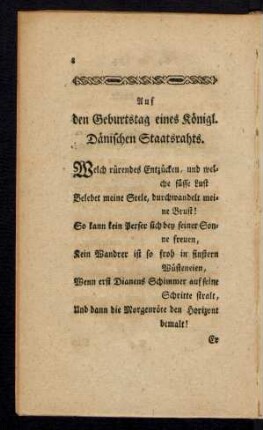 8
Auf
den Geburtstag eines Königl.
Dänischen Staatsrahts.
Welch rürendes Entzücken, und wel-
che süsse Lust
Belebet meine Seele, durchwandelt mei-
ne Brust!
So kann kein Perser sich bey seiner Son-
ne freuen,
Kein Wandrer ist so froh in finstern
Wüsteneien,
Wenn erst Dianens Schimmer auf seine
Schritte stralt,
Und dann die Morgenröte den Horizont
bemalt!
Er